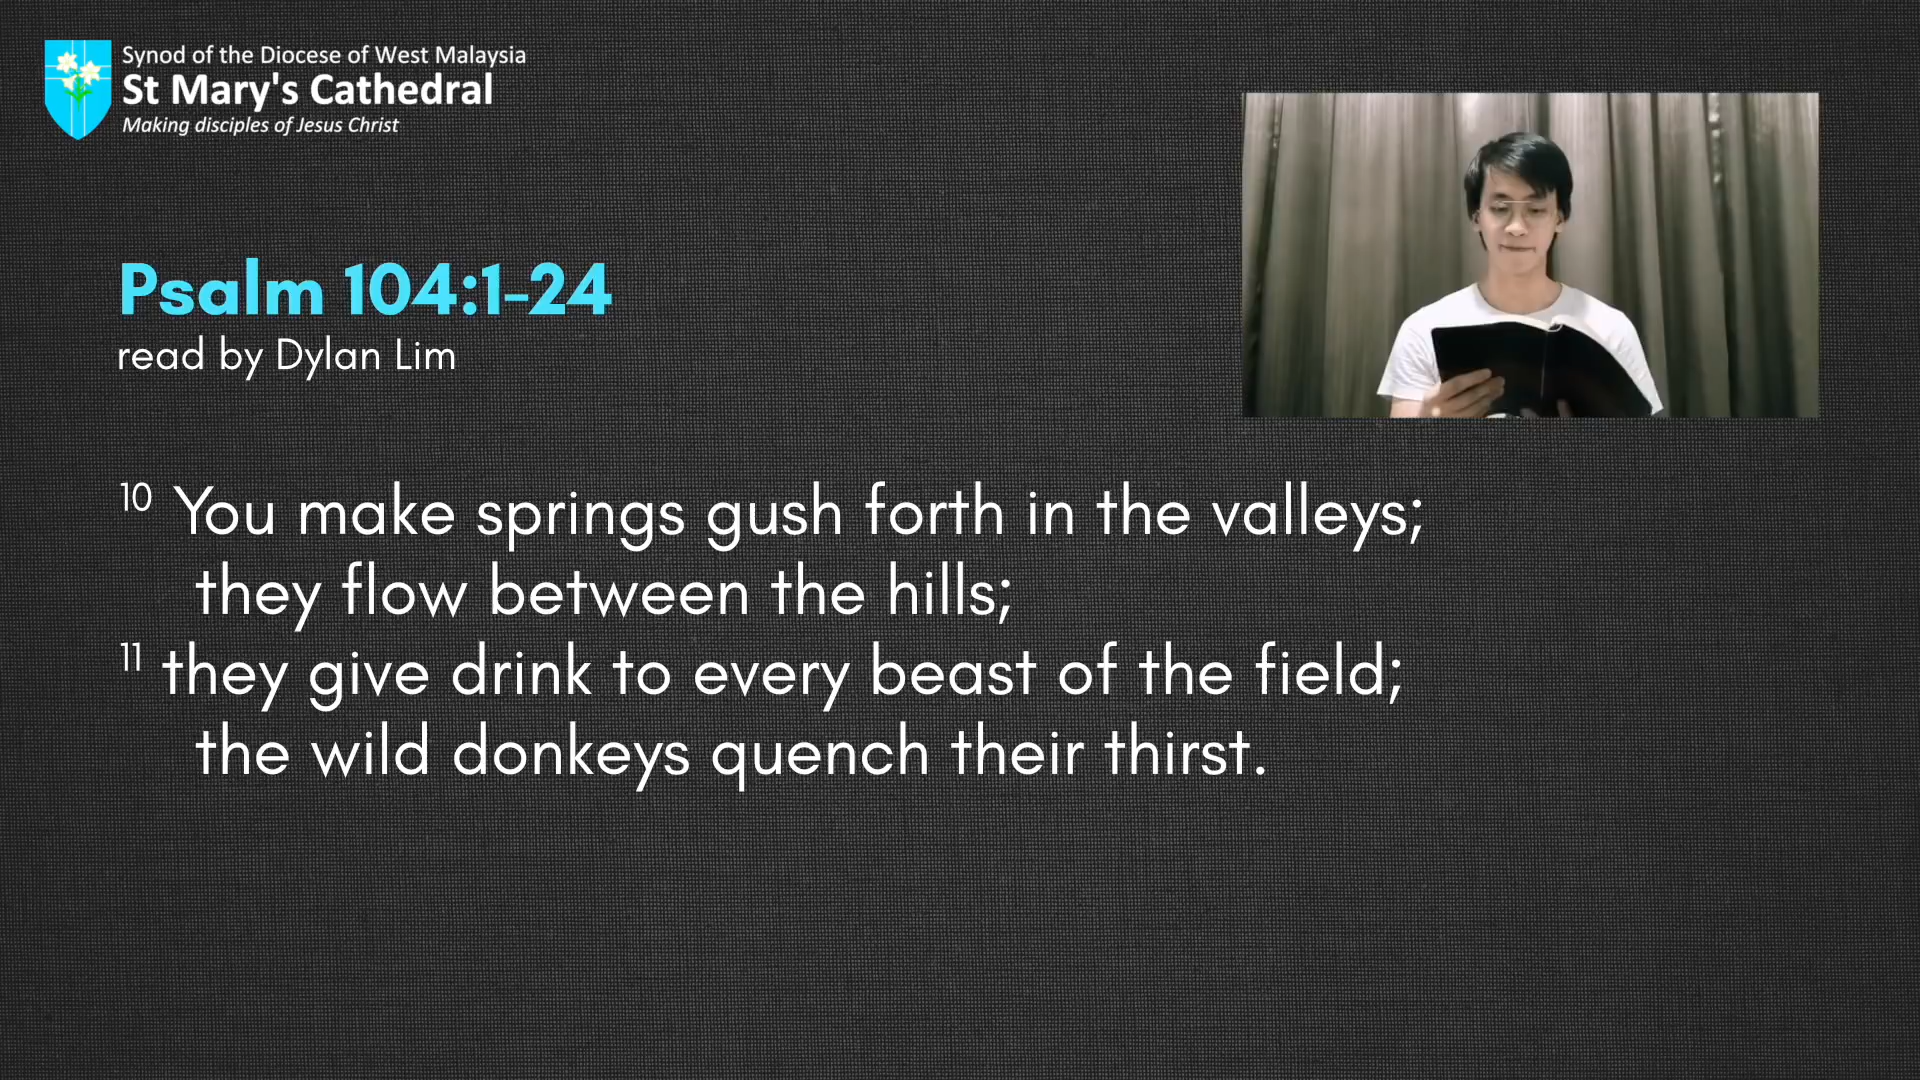 Synod of the Diocese of West Malaysia
St Mary's Cathedral
Making disciples of Jesus Christ
Psalm 104:1-24
read by Dylan Lim
10 You make springs gush forth in the valleys;
they flow between the hills;
11 they give drink to every beast of the field;
the wild donkeys quench their thirst.